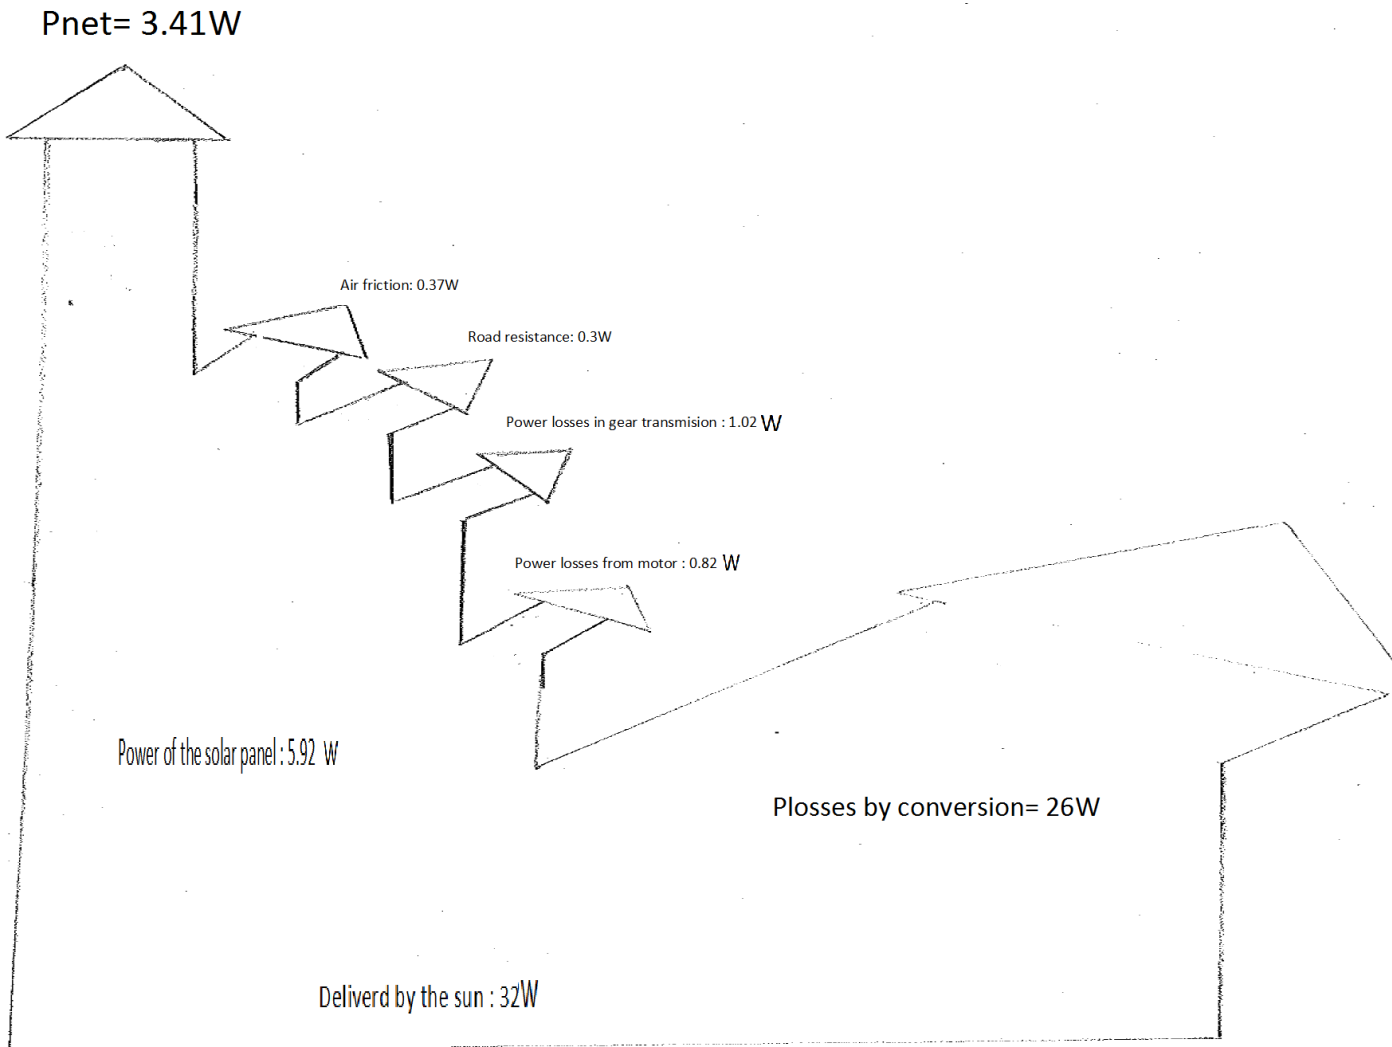 Pnet= 3.41W
Air friction: 0.37W
Road resistance: 0.3W
Power losses in gear transmision : 1.02 W
Power losses from motor : 0.82 W
Power of the solar panel : 5.92 W
Plosses by conversion= 26W
Deliverd by the sun : 32W